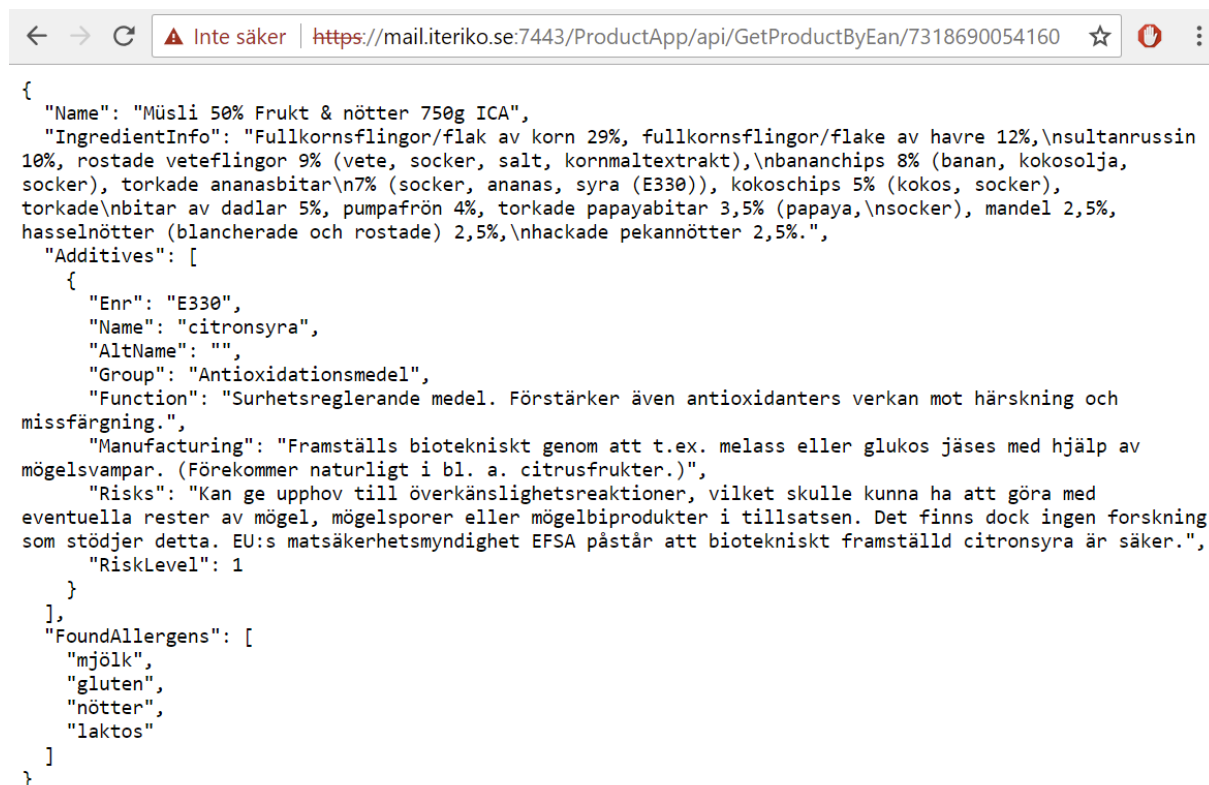 Inte säker | https://mail.iteriko.se:7443/ProductApp/api/GetProductByEan/7318690054160
{
  "Name": "Müsli 50% Frukt & nötter 750g ICA",
  "IngredientInfo": "Fullkornsflingor/flak av korn 29%, fullkornsflingor/flake av havre 12%,\nsultanrussin
10%, rostade veteflingor 9% (vete, socker, salt, kornmaltextrakt),\nbananchips 8% (banan, kokosolja,
socker), torkade ananasbitar\n7% (socker, ananas, syra (E330)), kokoschips 5% (kokos, socker),
torkade\nbitar av dadlar 5%, pumpafrön 4%, torkade papayabitar 3,5% (papaya,\nsocker), mandel 2,5%,
hasselnötter (blancherade och rostade) 2,5%,\nhackade pekannötter 2,5%.",
  "Additives": [
    {
      "Enr": "E330",
      "Name": "citronsyra",
      "AltName": "",
      "Group": "Antioxidationsmedel",
      "Function": "Surhetsreglerande medel. Förstärker även antioxidanters verkan mot härskning och
missfärgning.",
      "Manufacturing": "Framställs biotekniskt genom att t.ex. melass eller glukos jäses med hjälp av
mögelsvampar. (Förekommer naturligt i bl. a. citrusfrukter.)",
      "Risks": "Kan ge upphov till överkänslighetsreaktioner, vilket skulle kunna ha att göra med
eventuella rester av mögel, mögelsporer eller mögelbiprodukter i tillsatsen. Det finns dock ingen forskning
som stödjer detta. EU:s matsäkerhetsmyndighet EFSA påstår att biotekniskt framställd citronsyra är säker.",
      "RiskLevel": 1
    }
  ],
  "FoundAllergens": [
    "mjölk",
    "gluten",
    "nötter",
    "laktos"
  ]
}